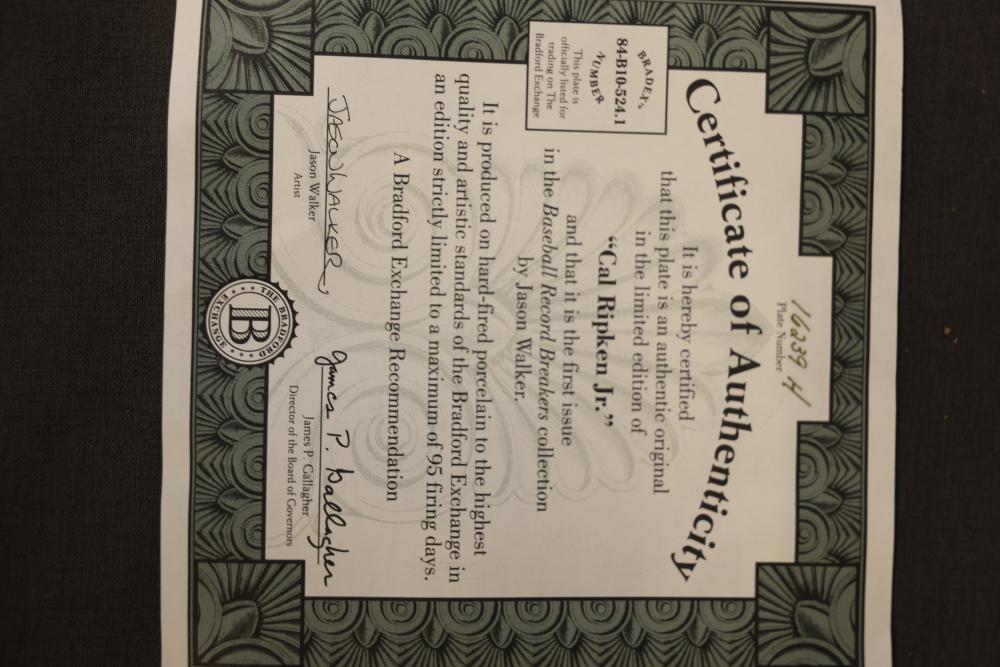 16239 H
Plate Number
Certificate of Authenticity
BRADEX®
84-B10-524.1
NUMBER
This plate is
officially listed for
trading on The
Bradford Exchange
It is hereby certified
that this plate is an authentic original
in the limited edition of
“Cal Ripken Jr.”
and that it is the first issue
in the Baseball Record Breakers collection
by Jason Walker.
It is produced on hard-fired porcelain to the highest
quality and artistic standards of the Bradford Exchange in
an edition strictly limited to a maximum of 95 firing days.
A Bradford Exchange Recommendation
JASON WALKER
Jason Walker
Artist
THE BRADFORD
B
EXCHANGE
James P. Gallagher
James P. Gallagher
Director of the Board of Governors